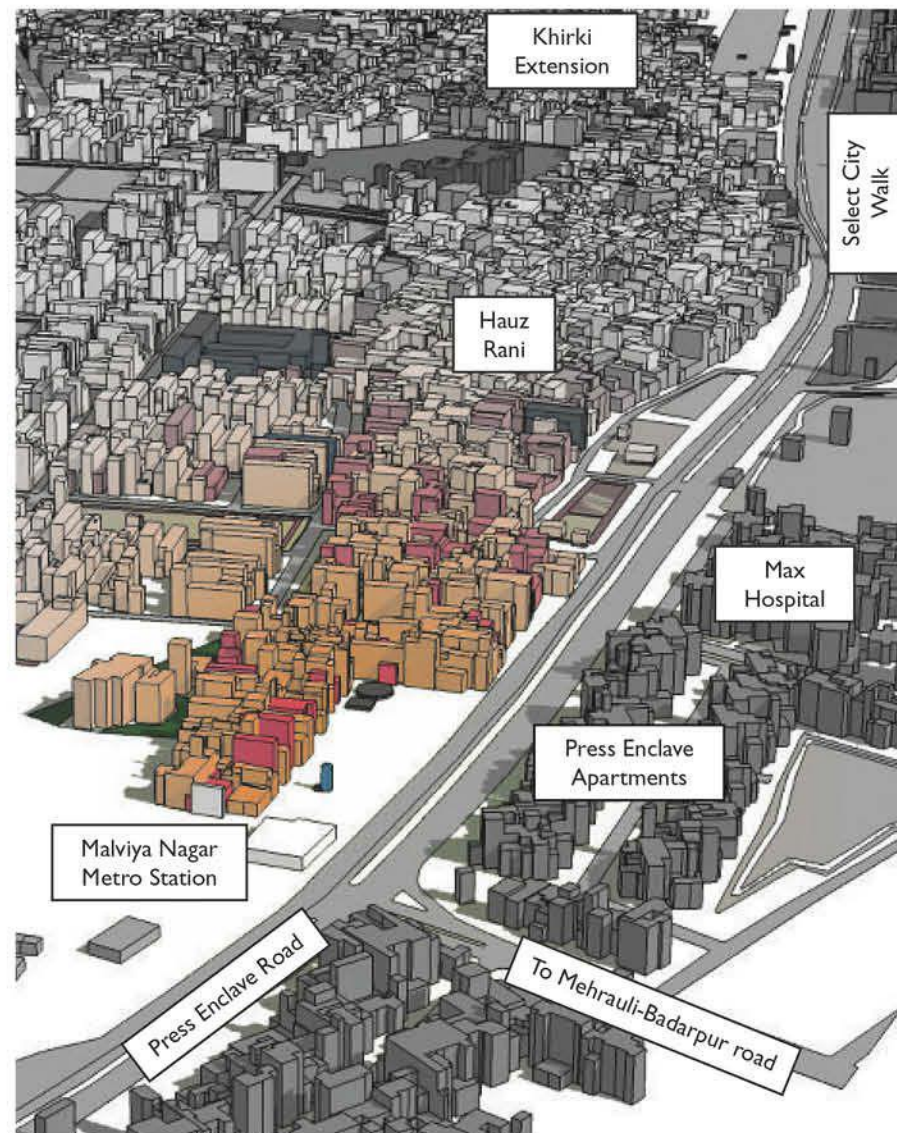 Khirki
Extension
Select City
Walk
Hauz
Rani
Max
Hospital
Press Enclave
Apartments
Malviya Nagar
Metro Station
Press Enclave Road
To Mehrauli-Badarpur road